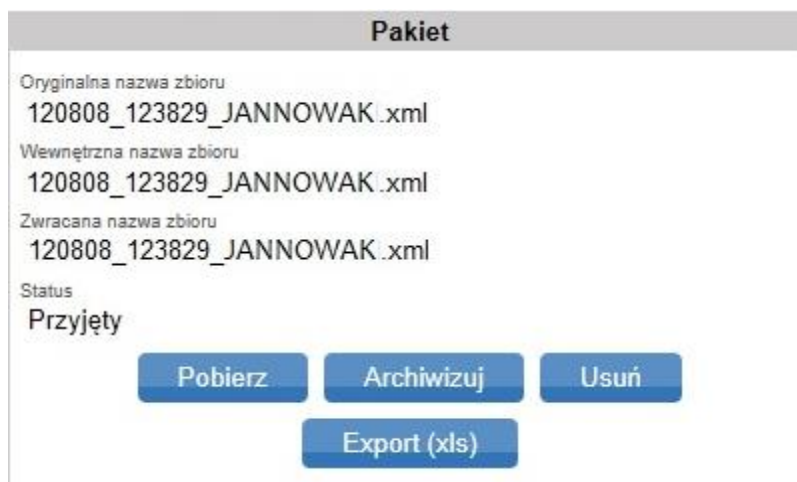 Pakiet
Oryginalna nazwa zbioru
120808_123829_JANNOWAK .xml
Wewnętrzna nazwa zbioru
120808_123829_JANNOWAK .xml
Zwracana nazwa zbioru
120808_123829_JANNOWAK .xml
Status
Przyjęty
Pobierz Archiwizuj Usuń
Export (xls)